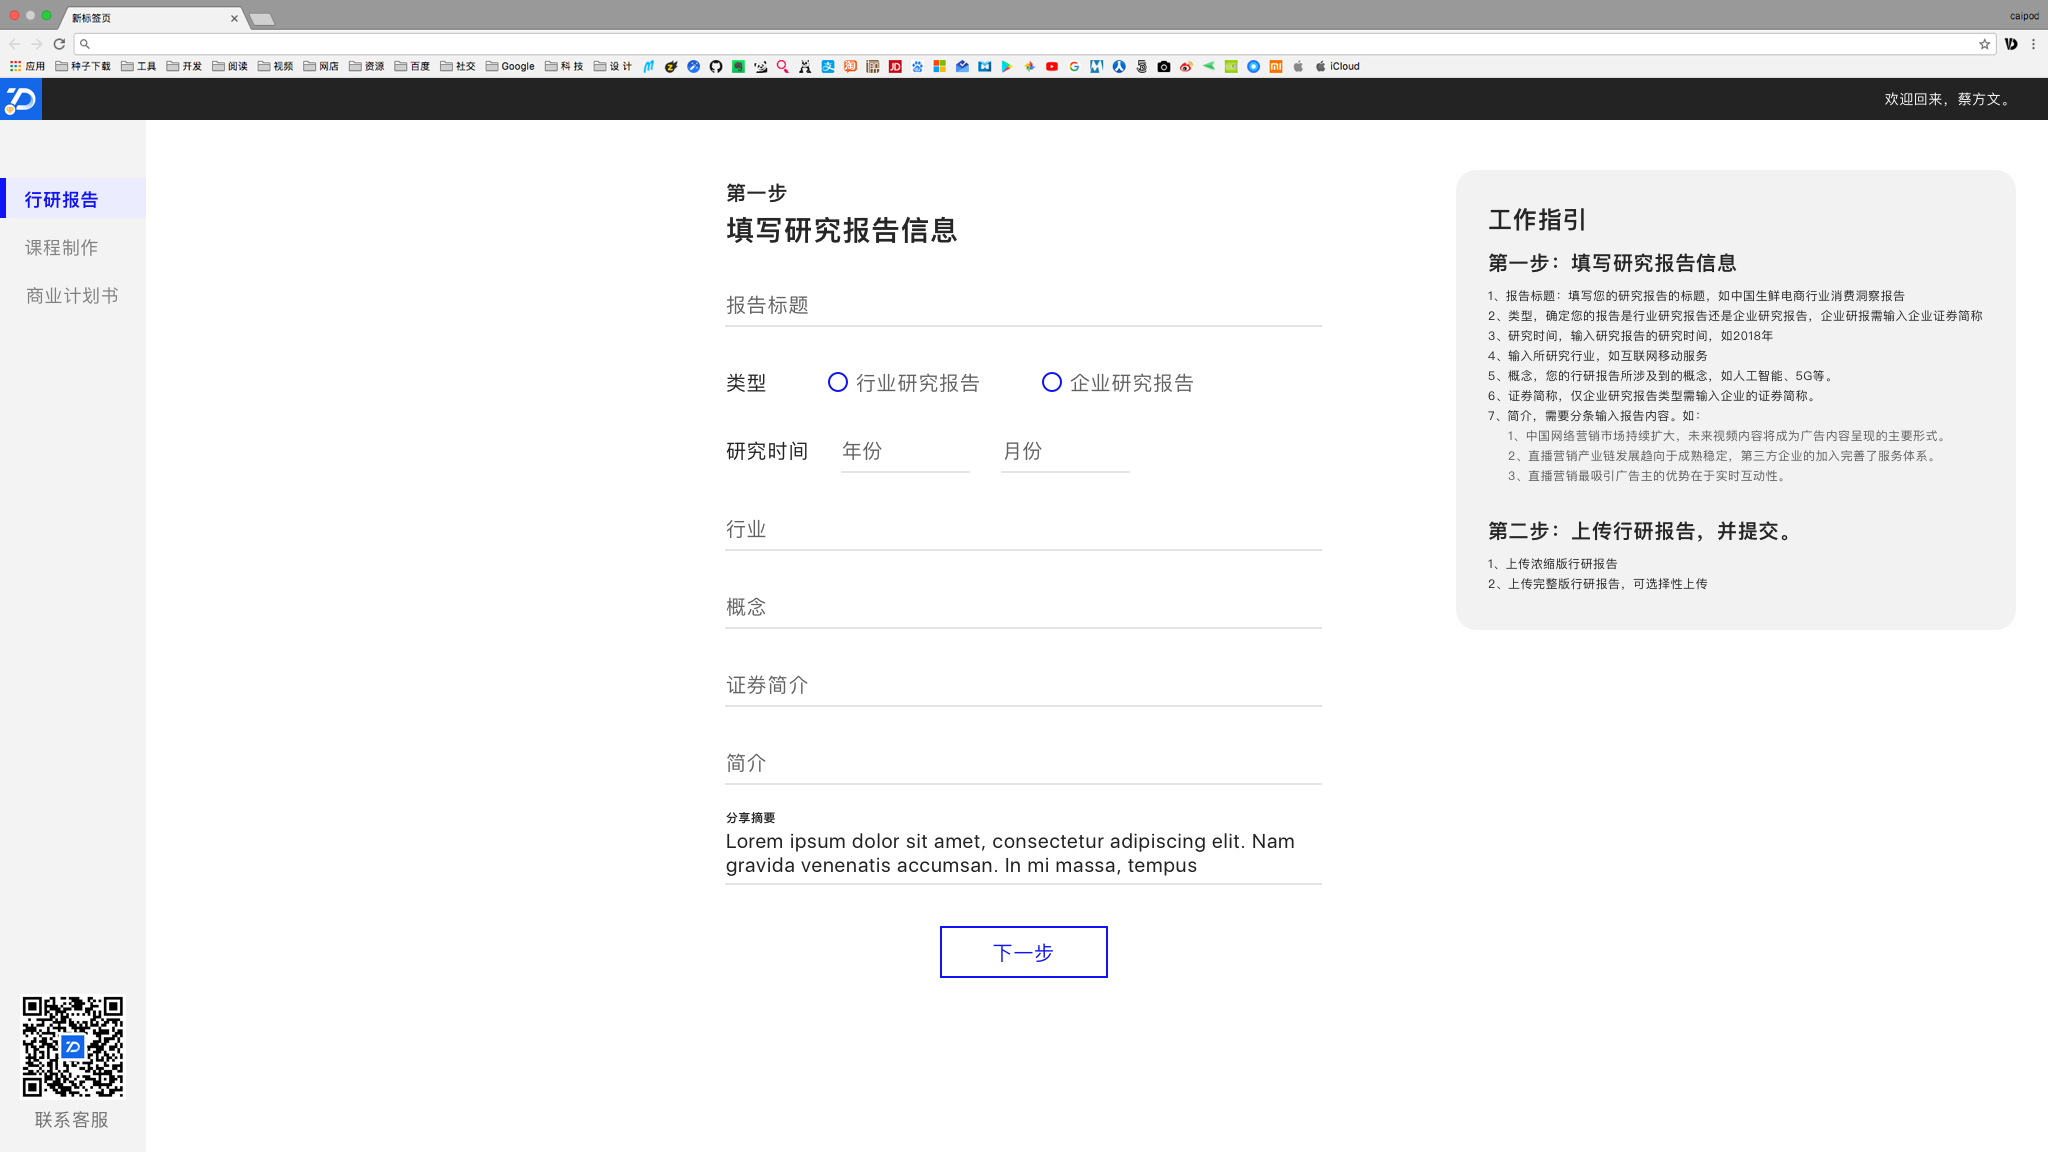 新标签页
caipod
应用
种子下载
工具
开发
阅读
视频
网店
资源
百度
社交
Google
科 技
设 计
iCloud
欢迎回来，蔡方文。
行研报告
课程制作
商业计划书
联系客服
第一步
填写研究报告信息
报告标题
类型
行业研究报告
企业研究报告
研究时间
年份
月份
行业
概念
证券简介
简介
分享摘要
Lorem ipsum dolor sit amet, consectetur adipiscing elit. Nam
gravida venenatis accumsan. In mi massa, tempus
下一步
工作指引
第一步：填写研究报告信息
1、报告标题：填写您的研究报告的标题，如中国生鲜电商行业消费洞察报告
2、类型，确定您的报告是行业研究报告还是企业研究报告，企业研报需输入企业证券简称
3、研究时间，输入研究报告的研究时间，如2018年
4、输入所研究行业，如互联网移动服务
5、概念，您的行研报告所涉及到的概念，如人工智能、5G等。
6、证券简称，仅企业研究报告类型需输入企业的证券简称。
7、简介，需要分条输入报告内容。如：
1、中国网络营销市场持续扩大，未来视频内容将成为广告内容呈现的主要形式。
2、直播营销产业链发展趋向于成熟稳定，第三方企业的加入完善了服务体系。
3、直播营销最吸引广告主的优势在于实时互动性。
第二步：上传行研报告，并提交。
1、上传浓缩版行研报告
2、上传完整版行研报告，可选择性上传